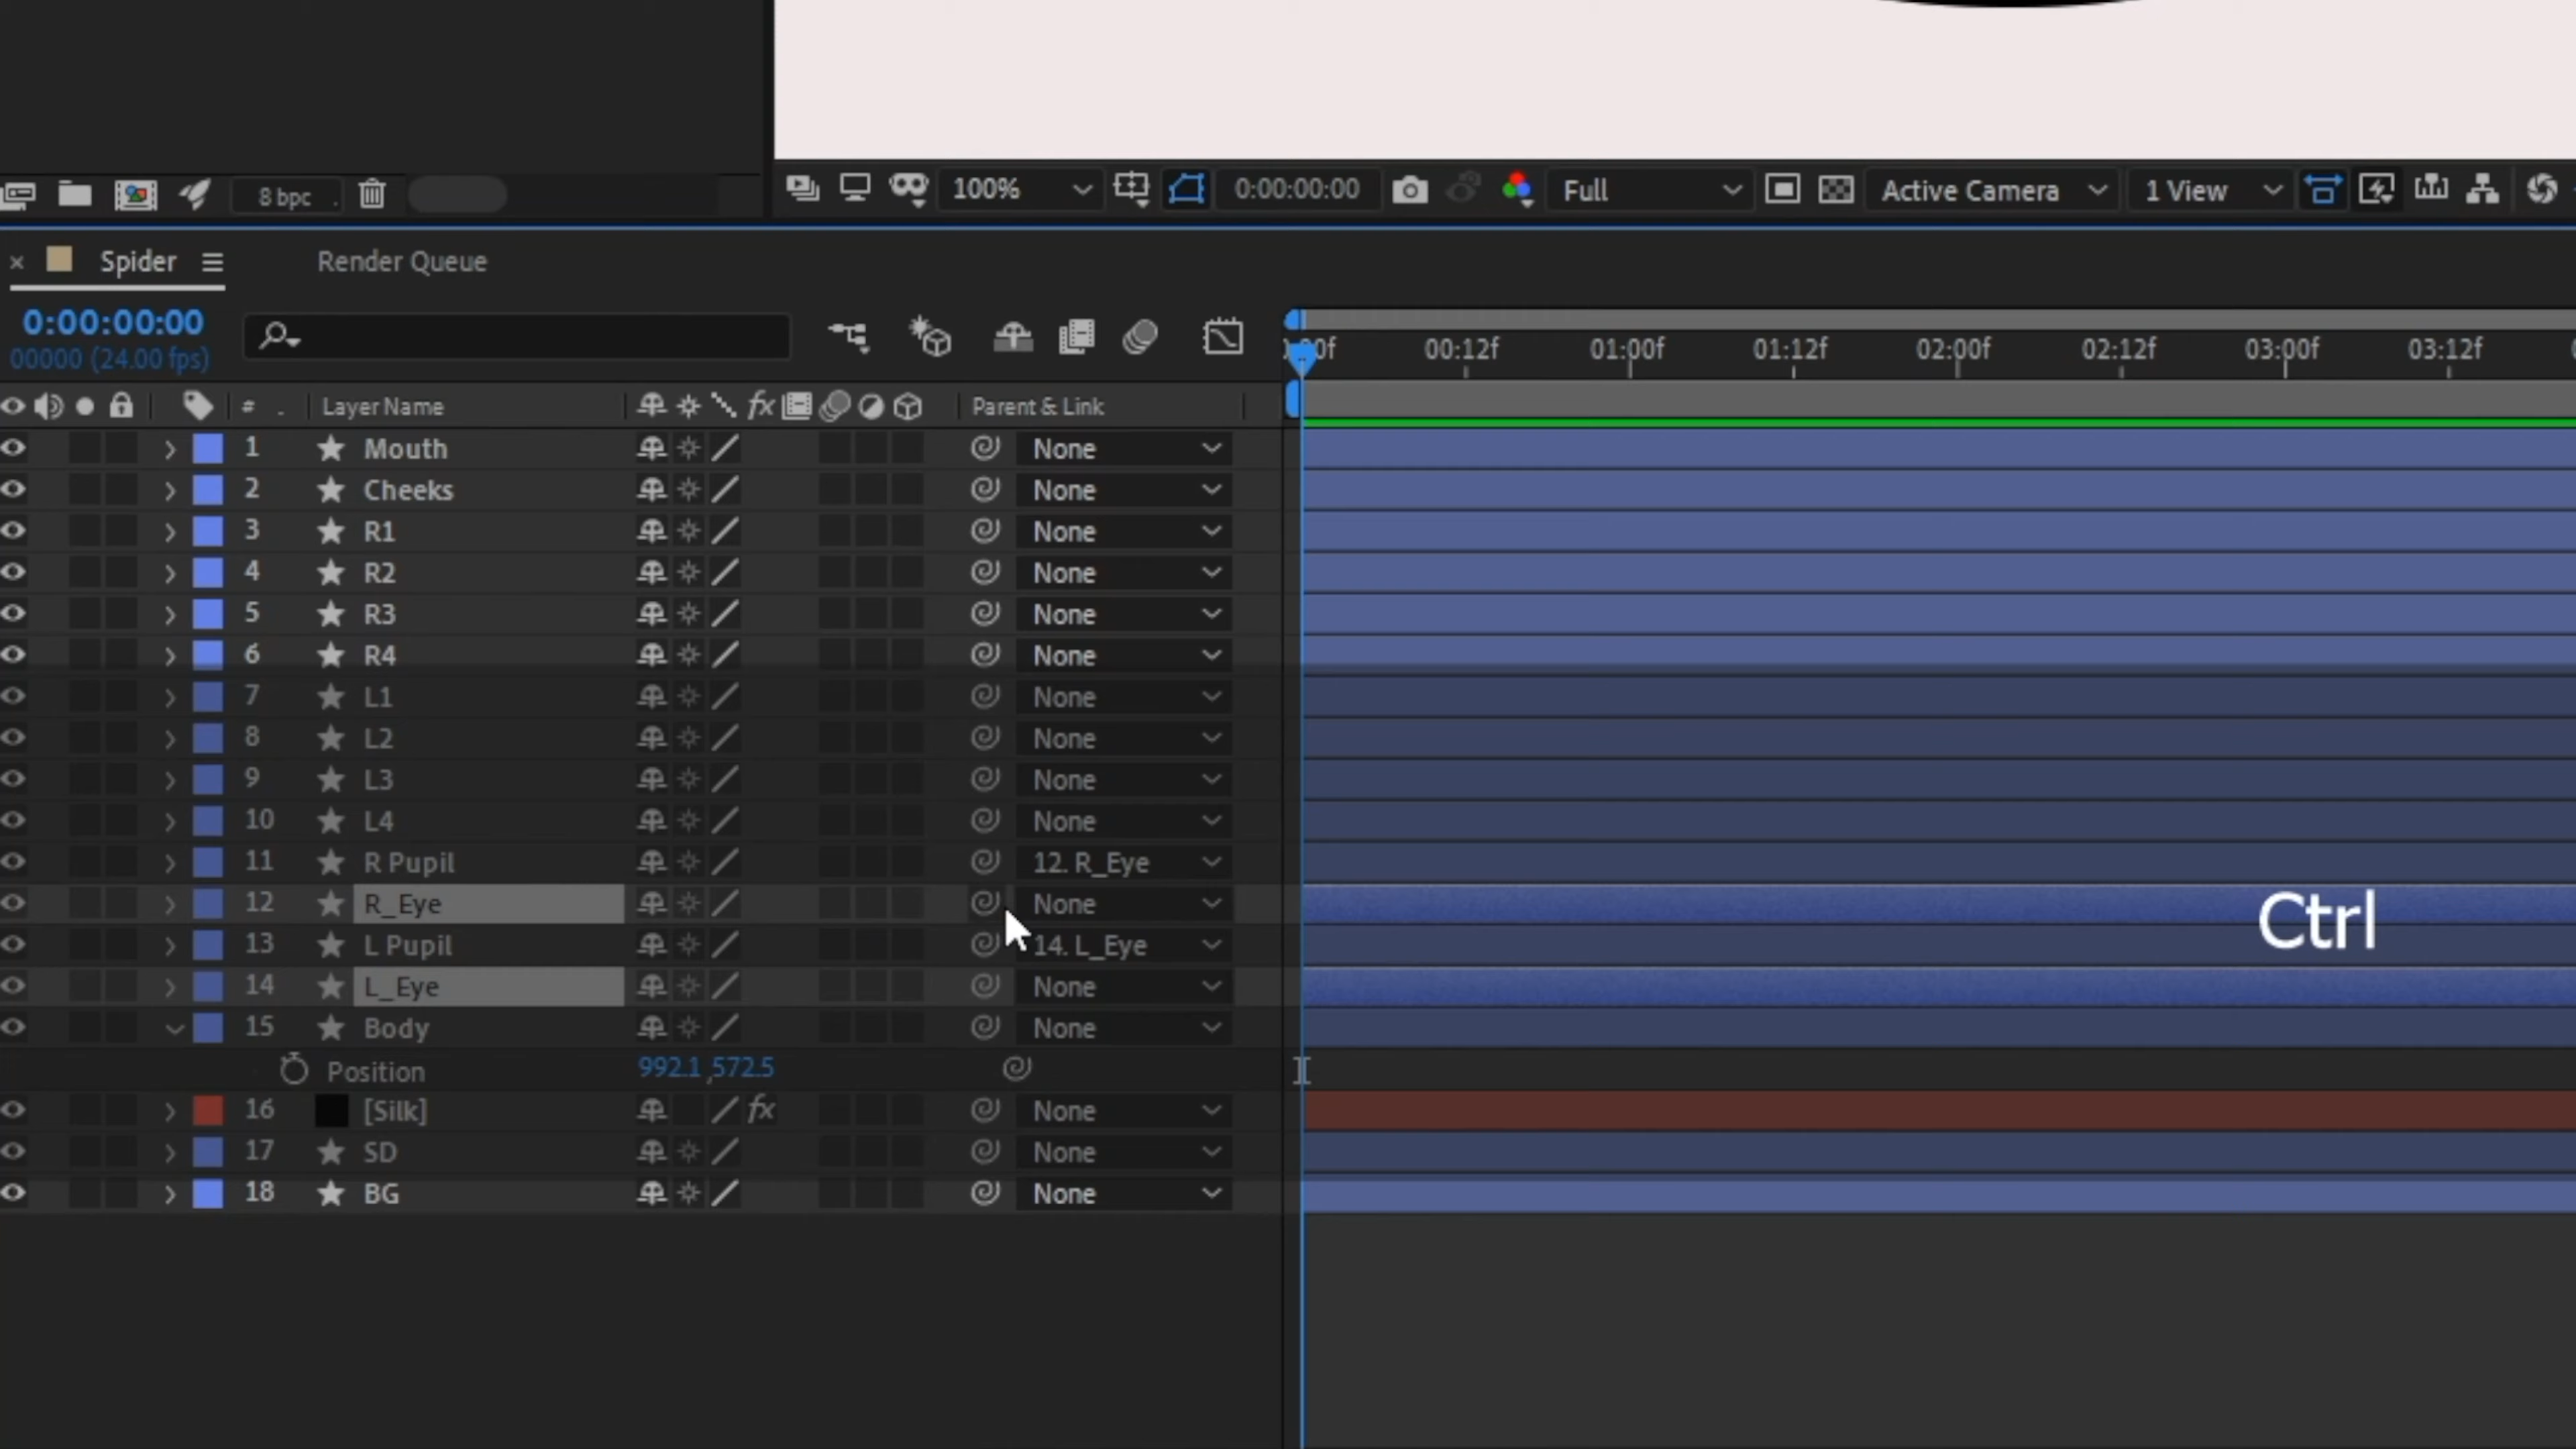 8 bpc
100%
0:00:00:00
Full
Active Camera
1 View
Spider
Render Queue
0:00:00:00
00000 (24.00 fps)
00:12f 01:00f 01:12f 02:00f 02:12f 03:00f 03:12f
# Layer Name fx Parent & Link
1 Mouth None
2 Cheeks None
3 R1 None
4 R2 None
5 R3 None
6 R4 None
7 L1 None
8 L2 None
9 L3 None
10 L4 None
11 R Pupil 12. R_Eye
12 R_Eye None
Ctrl
13 L Pupil 14. L_Eye
14 L_Eye None
15 Body None
Position 992.1,572.5
16 [Silk] fx None
17 SD None
18 BG None